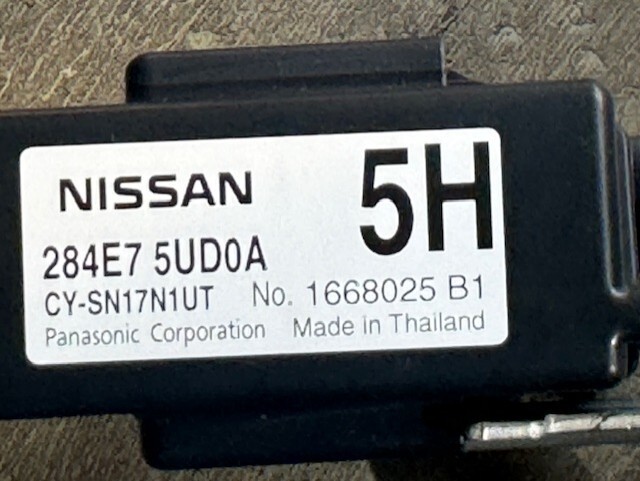 NISSAN 5H
284E7 5UD0A
CY-SN17N1UT No. 1668025 B1
Panasonic Corporation Made in Thailand